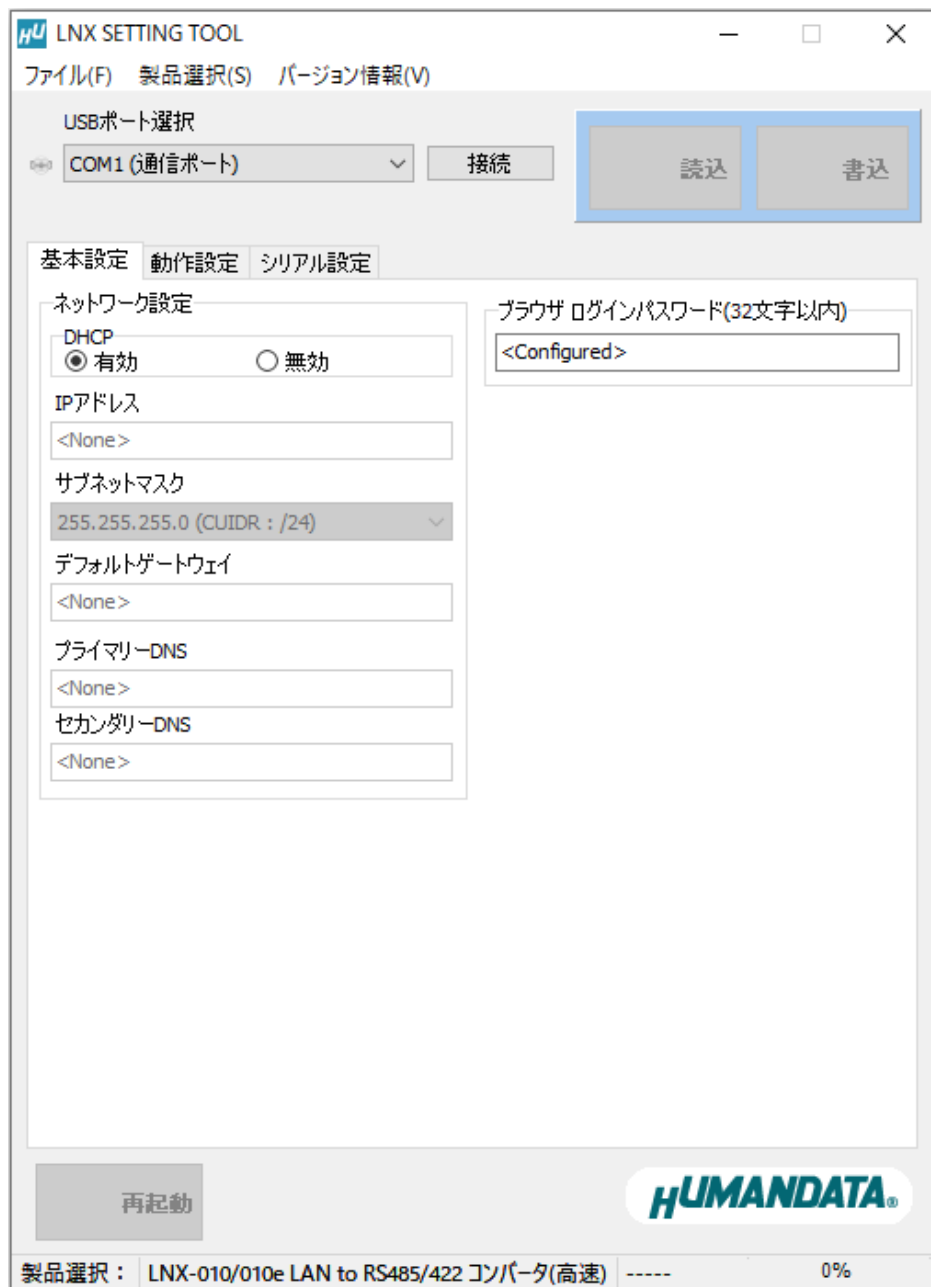 HU LNX SETTING TOOL
ファイル(F) 製品選択(S) バージョン情報(V)
USBポート選択
COM1 (通信ポート)
接続
読込
書込
基本設定 動作設定 シリアル設定
ネットワーク設定
DHCP
有効 無効
IPアドレス
<None>
サブネットマスク
255.255.255.0 (CUIDR : /24)
デフォルトゲートウェイ
<None>
プライマリーDNS
<None>
セカンダリーDNS
<None>
ブラウザ ログインパスワード(32文字以内)
<Configured>
再起動
HUMANDATA®
製品選択: LNX-010/010e LAN to RS485/422 コンバータ(高速) ----- 0%